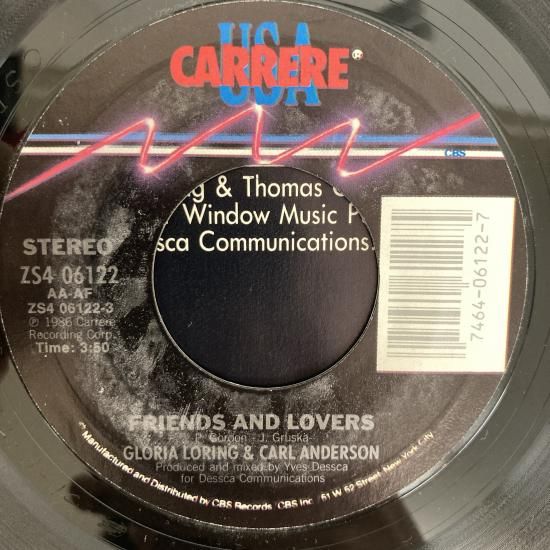 USA
CARRERE®
CBS
g & Thomas
Window Music P
sca Communications.
STEREO
ZS4 06122
AA-AF
ZS4 06122-3
℗ 1986 Carrere
Recording Corp.
Time: 3:50
7464-06122-7
FRIENDS AND LOVERS
P. Gordon - J. Gruska
GLORIA LORING & CARL ANDERSON
Produced and mixed by Yves Dessca
for Dessca Communications
Manufactured and Distributed by CBS Records CBS Inc. 51 W 52 Street New York City